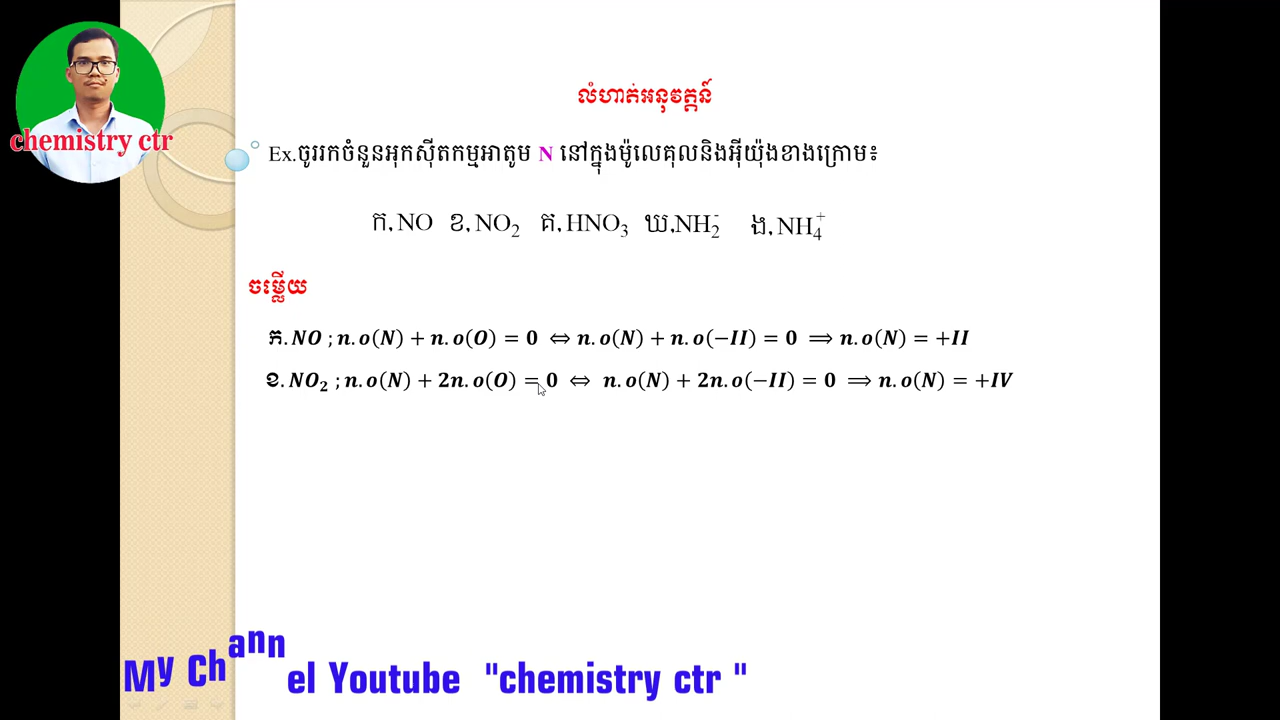 chemistry ctr
លំហាត់អនុវត្តន៍
Ex.ចូររកចំនួនអុកស៊ីតកម្មអាតូម N នៅក្នុងម៉ូលេគុលនិងអ៊ីយ៉ុងខាងក្រោម៖
ក.NO ខ.NO₂ គ.HNO₃ ឃ.NH₂⁻ ង.NH₄⁺
ចម្លើយ
ក.NO ; n.o(N) + n.o(O) = 0 ⇔ n.o(N) + n.o(−II) = 0 ⟹ n.o(N) = +II
ខ.NO₂ ; n.o(N) + 2n.o(O) = 0 ⇔ n.o(N) + 2n.o(−II) = 0 ⟹ n.o(N) = +IV
My Channel Youtube "chemistry ctr "